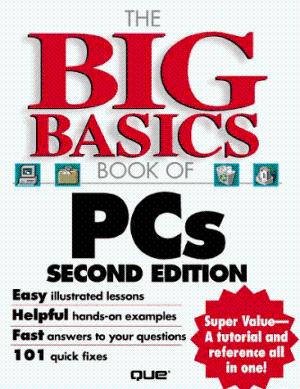 THE
BIG
BASICS
BOOK OF
PCs
SECOND EDITION
Easy illustrated lessons
Helpful hands-on examples
Fast answers to your questions
101 quick fixes
Super Value—
A tutorial and
reference all
in one!
QUE®